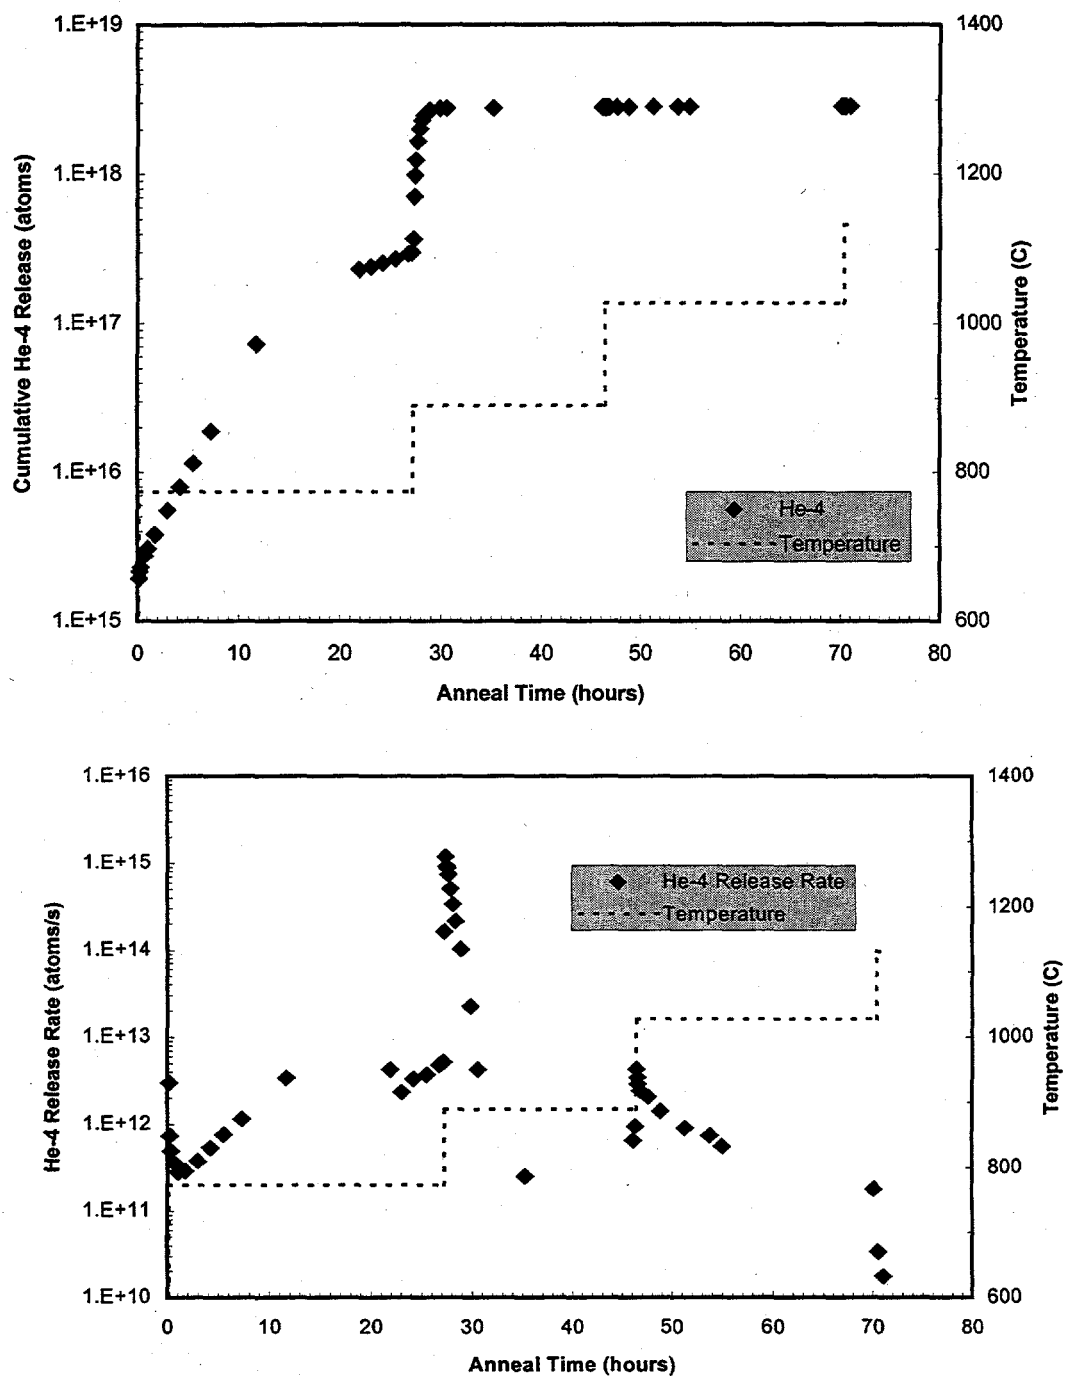 1.E+19
1400
1.E+18
1200
1.E+17
1000
1.E+16
800
1.E+15
600
Cumulative He-4 Release (atoms)
Temperature (C)
He-4
Temperature
0 10 20 30 40 50 60 70 80
Anneal Time (hours)
1.E+16
1400
1.E+15
1.E+14
1200
1.E+13
1000
1.E+12
800
1.E+11
1.E+10
600
He-4 Release Rate (atoms/s)
Temperature (C)
He-4 Release Rate
Temperature
0 10 20 30 40 50 60 70 80
Anneal Time (hours)